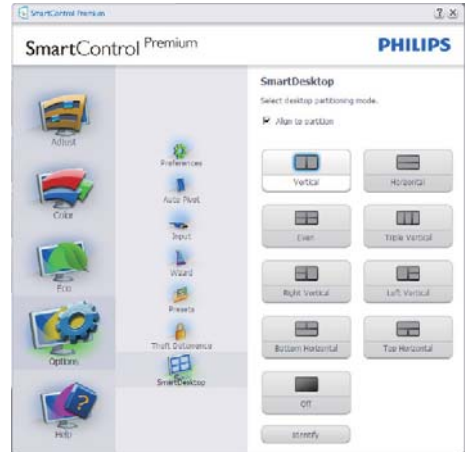 SmartControl Premium
SmartControl Premium
PHILIPS
Adjust
Color
Eco
Options
Help
Preferences
Auto Pivot
Input
Wizard
Presets
Theft Deterrence
SmartDesktop
SmartDesktop
Select desktop partitioning mode.
Align to partition
Vertical
Horizontal
Even
Triple Vertical
Right Vertical
Left Vertical
Bottom Horizontal
Top Horizontal
Off
Identify